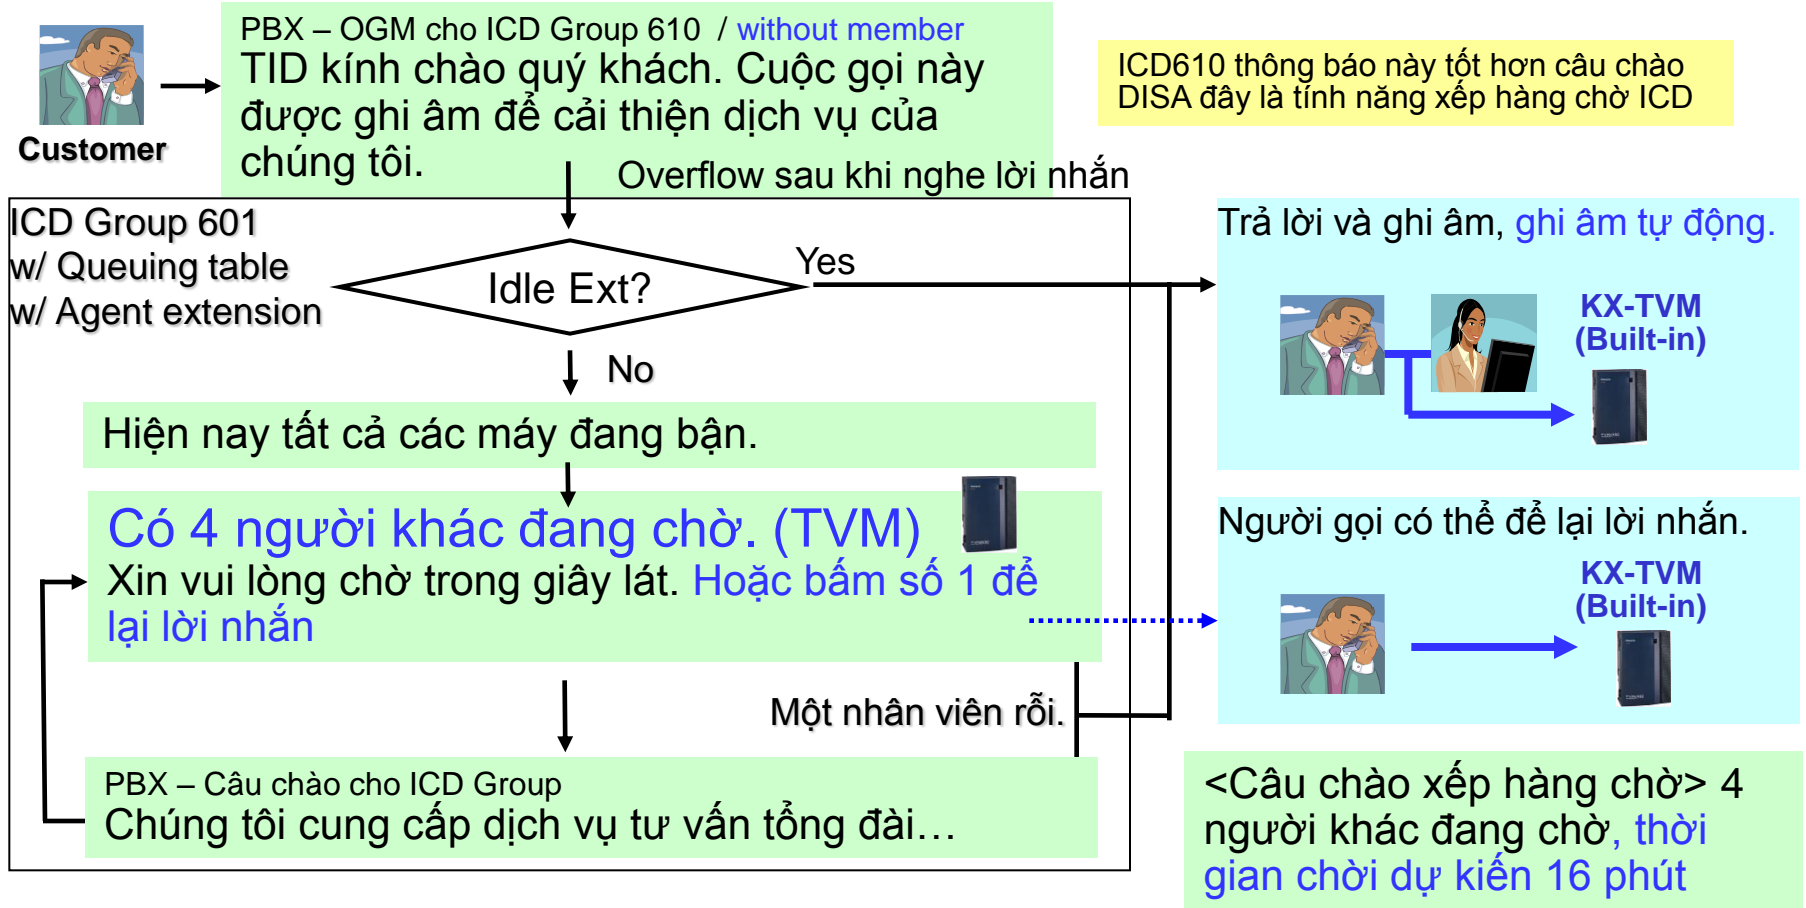 PBX – OGM cho ICD Group 610 / without member
TID kính chào quý khách. Cuộc gọi này
được ghi âm để cải thiện dịch vụ của
chúng tôi.
Customer
ICD610 thông báo này tốt hơn câu chào
DISA đây là tính năng xếp hàng chờ ICD
Overflow sau khi nghe lời nhắn
ICD Group 601
w/ Queuing table
w/ Agent extension
Idle Ext?
Yes
No
Trả lời và ghi âm, ghi âm tự động.
KX-TVM
(Built-in)
Hiện nay tất cả các máy đang bận.
Có 4 người khác đang chờ. (TVM)
Xin vui lòng chờ trong giây lát. Hoặc bấm số 1 để
lại lời nhắn
Người gọi có thể để lại lời nhắn.
KX-TVM
(Built-in)
Một nhân viên rỗi.
PBX – Câu chào cho ICD Group
Chúng tôi cung cấp dịch vụ tư vấn tổng đài…
<Câu chào xếp hàng chờ> 4
người khác đang chờ, thời
gian chời dự kiến 16 phút